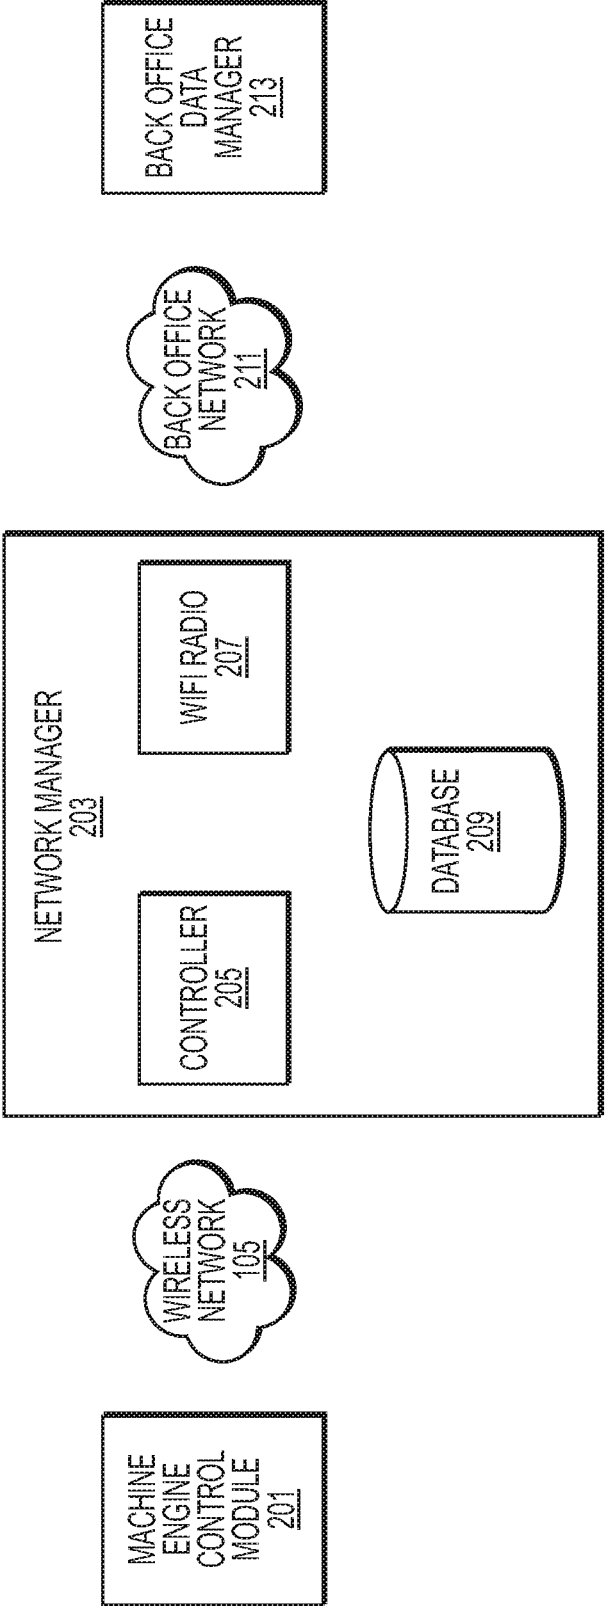 MACHINE
ENGINE
CONTROL
MODULE
201
WIRELESS
NETWORK
105
NETWORK MANAGER
203
CONTROLLER
205
WIFI RADIO
207
DATABASE
209
BACK OFFICE
NETWORK
211
BACK OFFICE
DATA
MANAGER
213